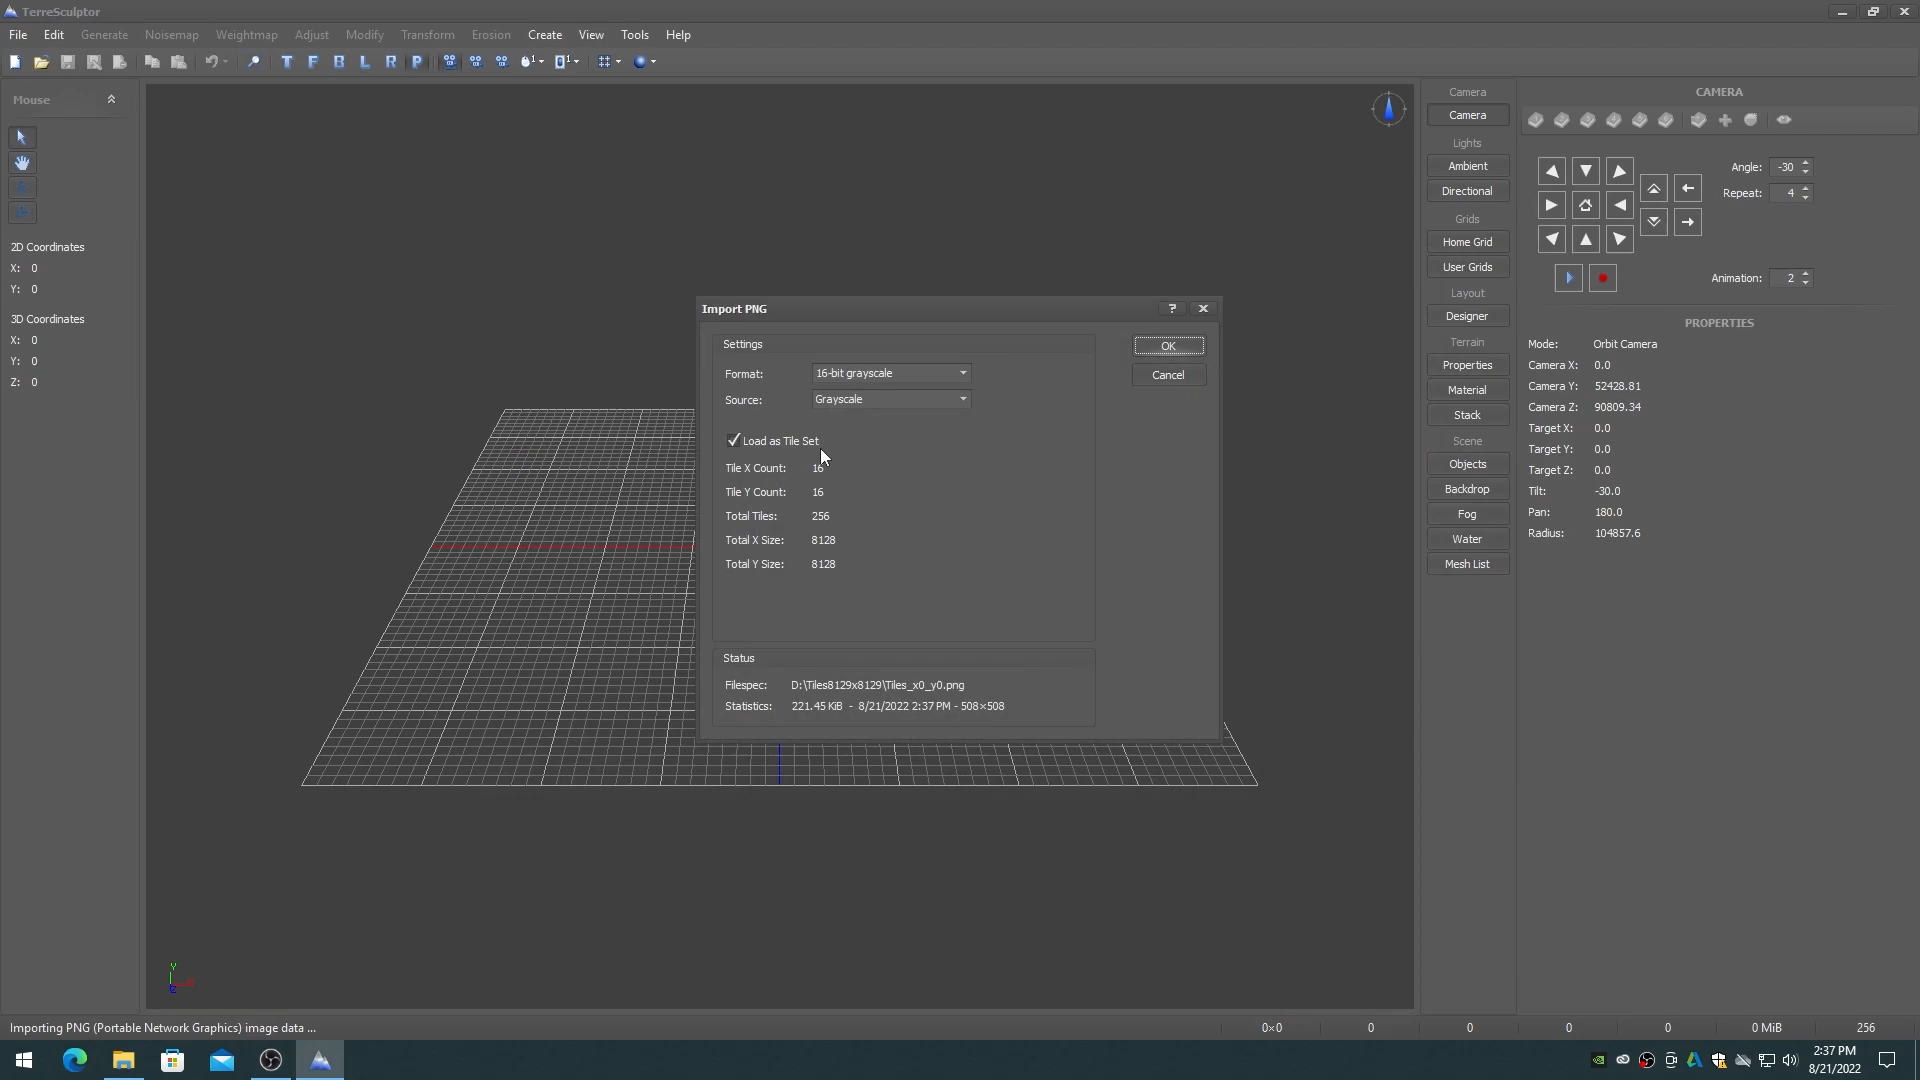 TerreSculptor
File Edit Generate Noisemap Weightmap Adjust Modify Transform Erosion Create View Tools Help
T F B L R P 1 1
Mouse
2D Coordinates
X: 0
Y: 0
3D Coordinates
X: 0
Y: 0
Z: 0
Import PNG ?
Settings
Format: 16-bit grayscale
Source: Grayscale
Load as Tile Set
Tile X Count: 16
Tile Y Count: 16
Total Tiles: 256
Total X Size: 8128
Total Y Size: 8128
OK
Cancel
Status
Filespec: D:\Tiles8129x8129\Tiles_x0_y0.png
Statistics: 221.45 KiB - 8/21/2022 2:37 PM - 508×508
Y
Camera
Camera
Lights
Ambient
Directional
Grids
Home Grid
User Grids
Layout
Designer
Terrain
Properties
Material
Stack
Scene
Objects
Backdrop
Fog
Water
Mesh List
CAMERA
Angle: -30
Repeat: 4
Animation: 2
PROPERTIES
Mode: Orbit Camera
Camera X: 0.0
Camera Y: 52428.81
Camera Z: 90809.34
Target X: 0.0
Target Y: 0.0
Target Z: 0.0
Tilt: -30.0
Pan: 180.0
Radius: 104857.6
Importing PNG (Portable Network Graphics) image data ...
0×0 0 0 0 0 0 MiB 256
2:37 PM
8/21/2022